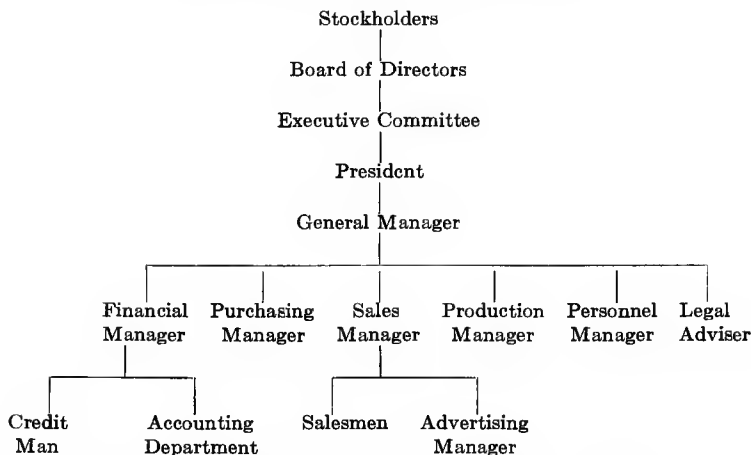 Stockholders
Board of Directors
Executive Committee
President
General Manager
Financial Manager
Purchasing Manager
Sales Manager
Production Manager
Personnel Manager
Legal Adviser
Credit Man
Accounting Department
Salesmen
Advertising Manager